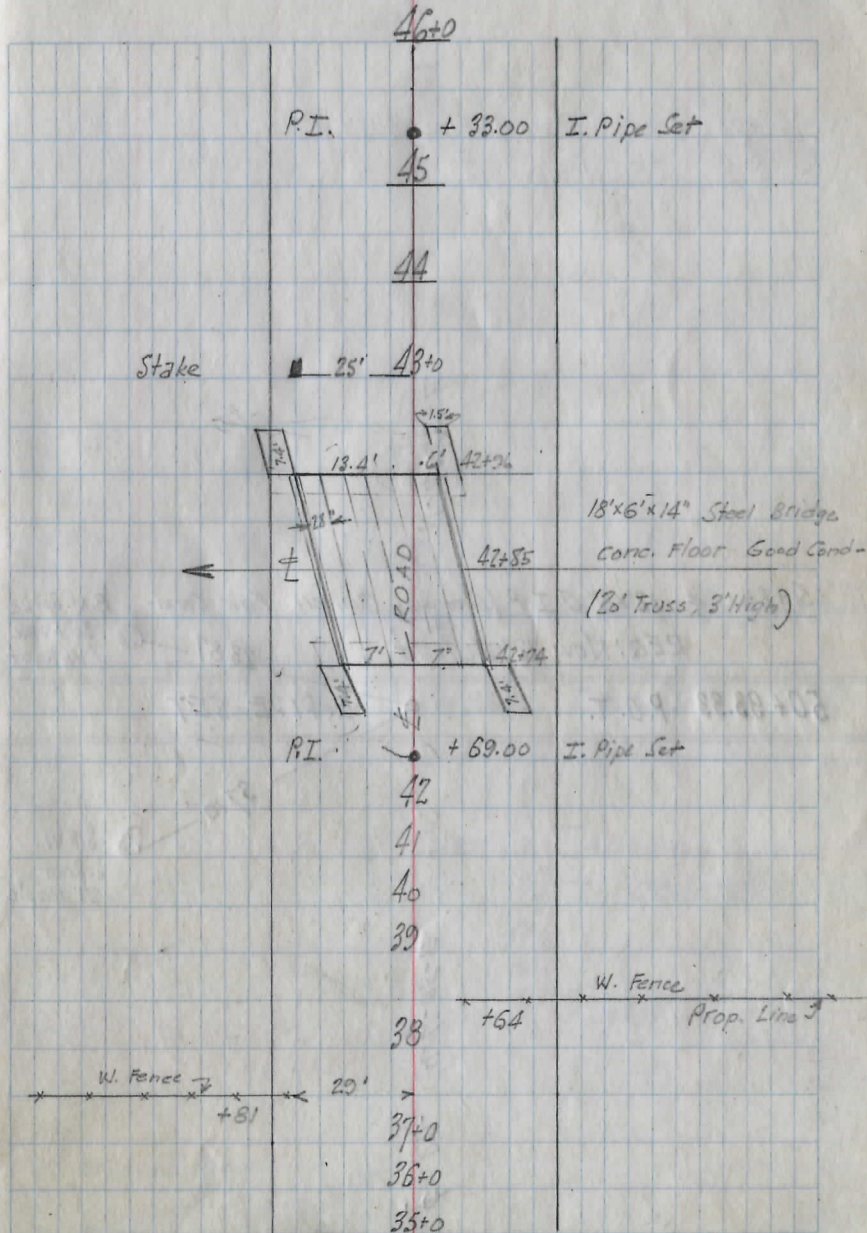 46+0
P.I. + 33.00 I. Pipe Set
45
44
Stake 25' 43+0
1.5'
7.4' 13.4' .6' 42+96
28"
18'x6'x14" Steel Bridge
℄ ROAD 42+85 conc. Floor Good Cond-
(20' Truss, 3' High)
7' 7' 42+74
7.4' 7.4'
℄
P.I. + 69.00 I. Pipe Set
42
41
40
39
W. Fence
+64 Prop. Line
38
W. Fence 29'
+81
37+0
36+0
35+0